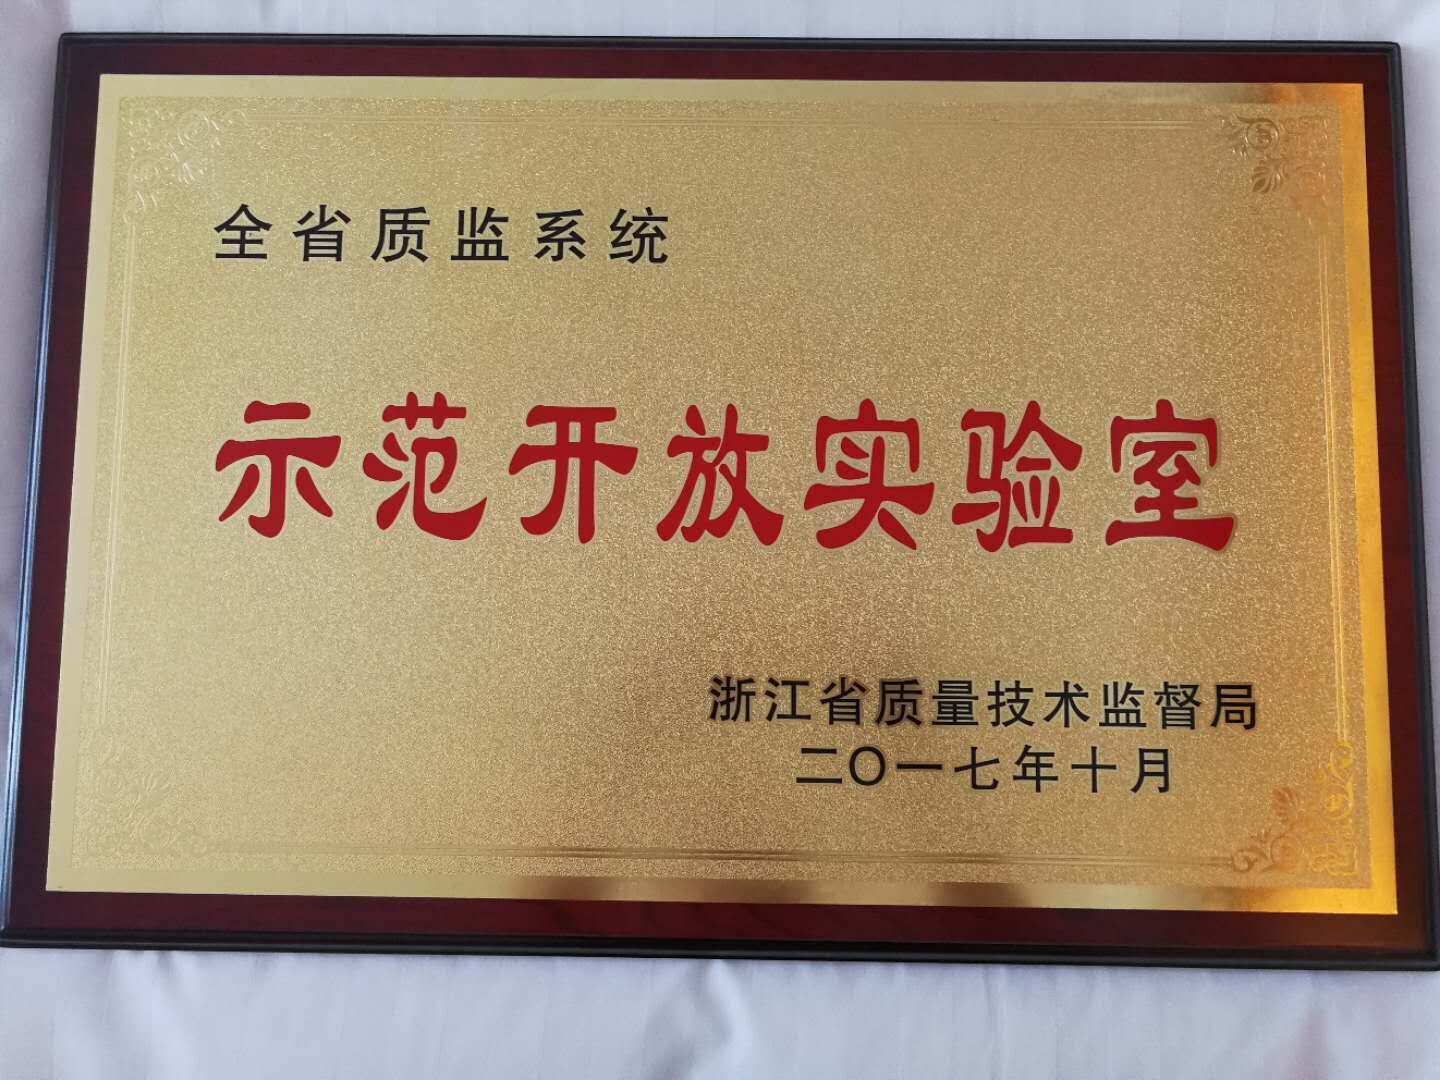 全省质监系统
示范开放实验室
浙江省质量技术监督局
二〇一七年十月